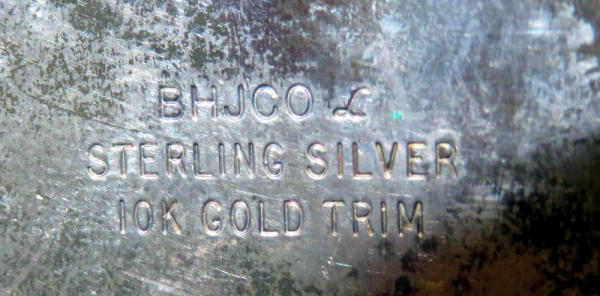 BHJCO L
STERLING SILVER
10K GOLD TRIM